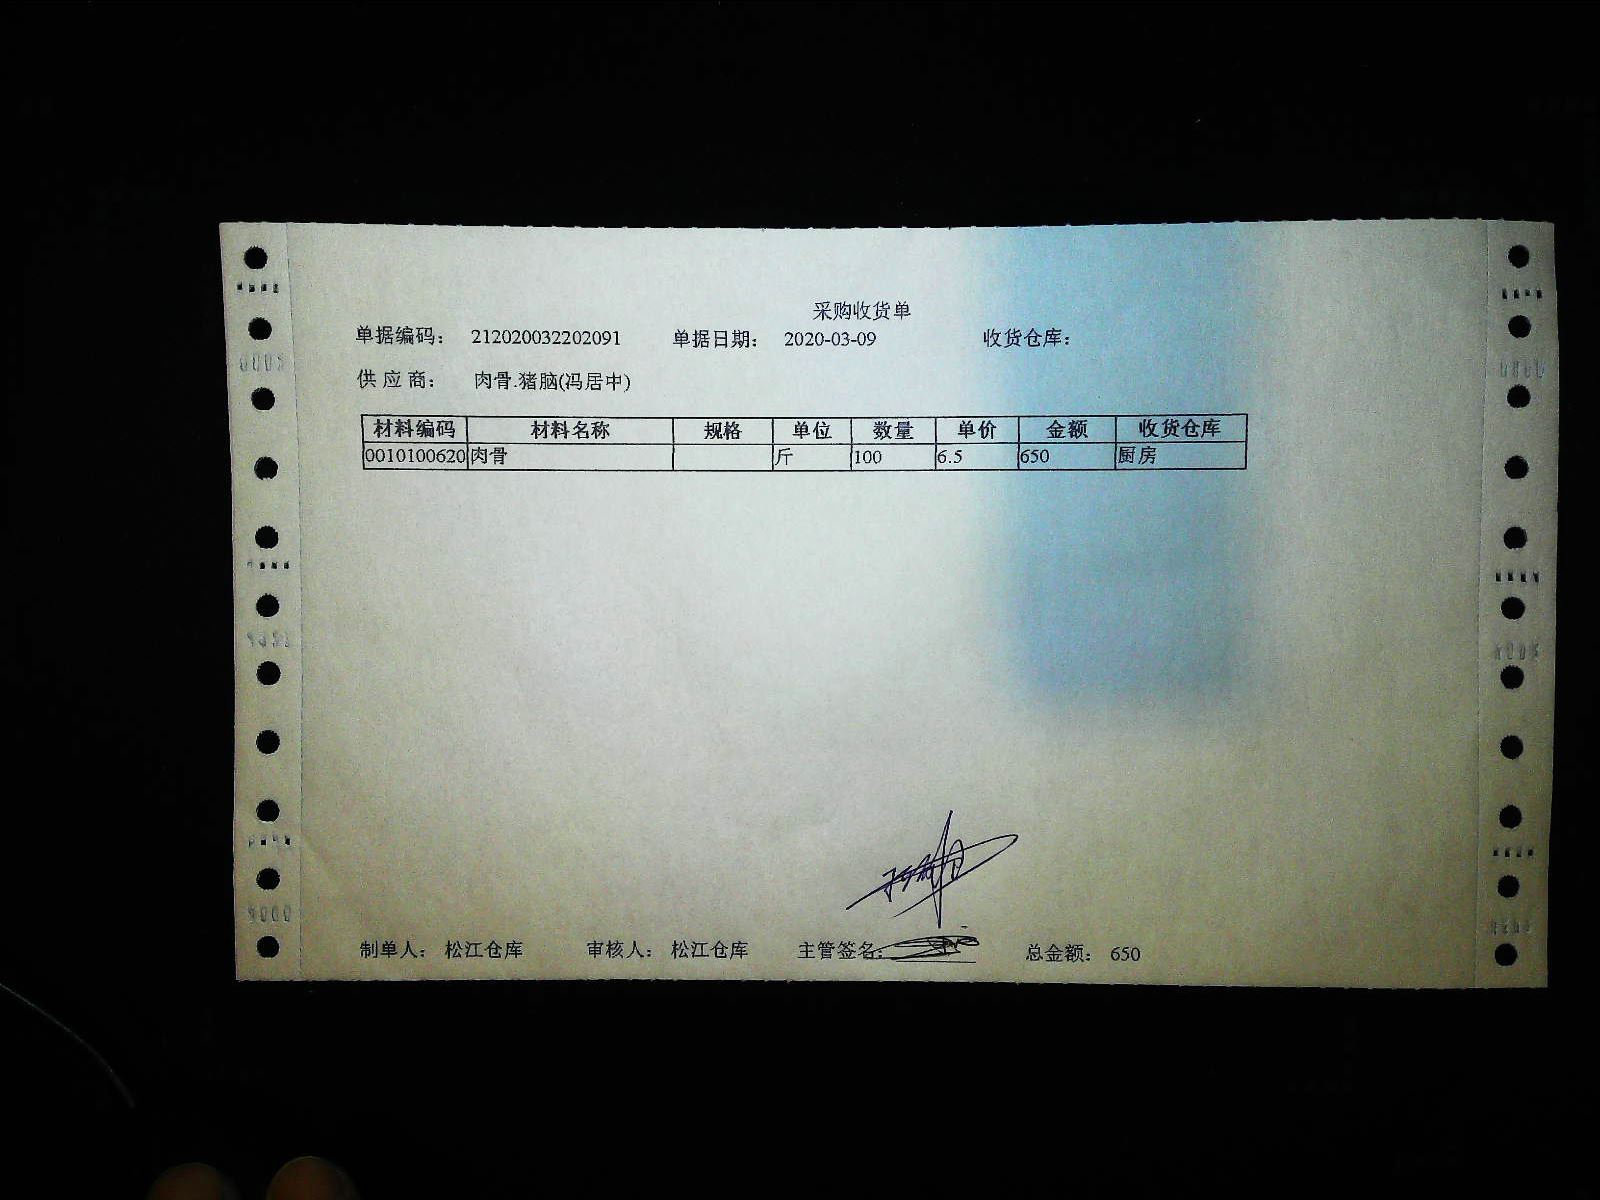 采购收货单
单据编码： 212020032202091 单据日期： 2020-03-09 收货仓库：
供应商： 肉骨.猪脑(冯居中)
材料编码 材料名称 规格 单位 数量 单价 金额 收货仓库
0010100620 肉骨 斤 100 6.5 650 厨房
制单人： 松江仓库 审核人： 松江仓库 主管签名： 总金额： 650